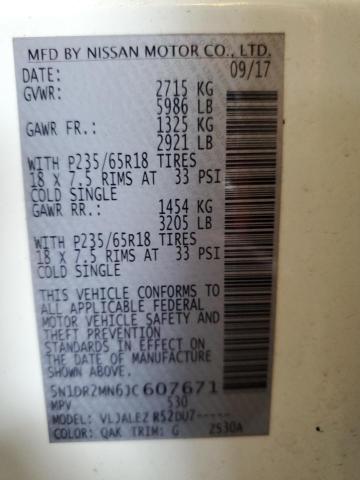 MFD BY NISSAN MOTOR CO., LTD.
DATE: 09/17
GVWR: 2715 KG
5986 LB
GAWR FR.: 1325 KG
2921 LB
WITH P235/65R18 TIRES
18 X 7.5 RIMS AT 33 PSI
COLD SINGLE
GAWR RR.: 1454 KG
3205 LB
WITH P235/65R18 TIRES
18 X 7.5 RIMS AT 33 PSI
COLD SINGLE
THIS VEHICLE CONFORMS TO
ALL APPLICABLE FEDERAL
MOTOR VEHICLE SAFETY AND
THEFT PREVENTION
STANDARDS IN EFFECT ON
THE DATE OF MANUFACTURE
SHOWN ABOVE.
5N1DR2MN6JC607671
MPV 530
MODEL: VLJALEZ R52DU7-----
COLOR: QAK TRIM: G 2530A